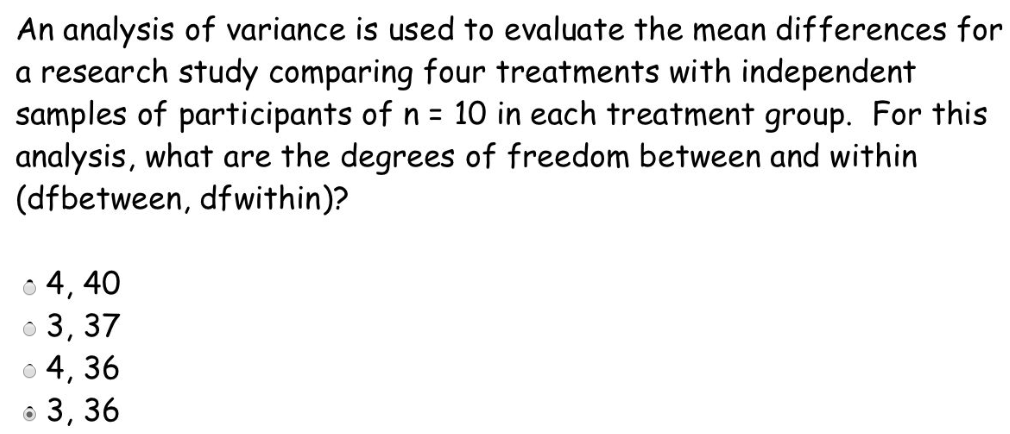 An analysis of variance is used to evaluate the mean differences for
a research study comparing four treatments with independent
samples of participants of n = 10 in each treatment group.  For this
analysis, what are the degrees of freedom between and within
(dfbetween, dfwithin)?
4, 40
3, 37
4, 36
3, 36